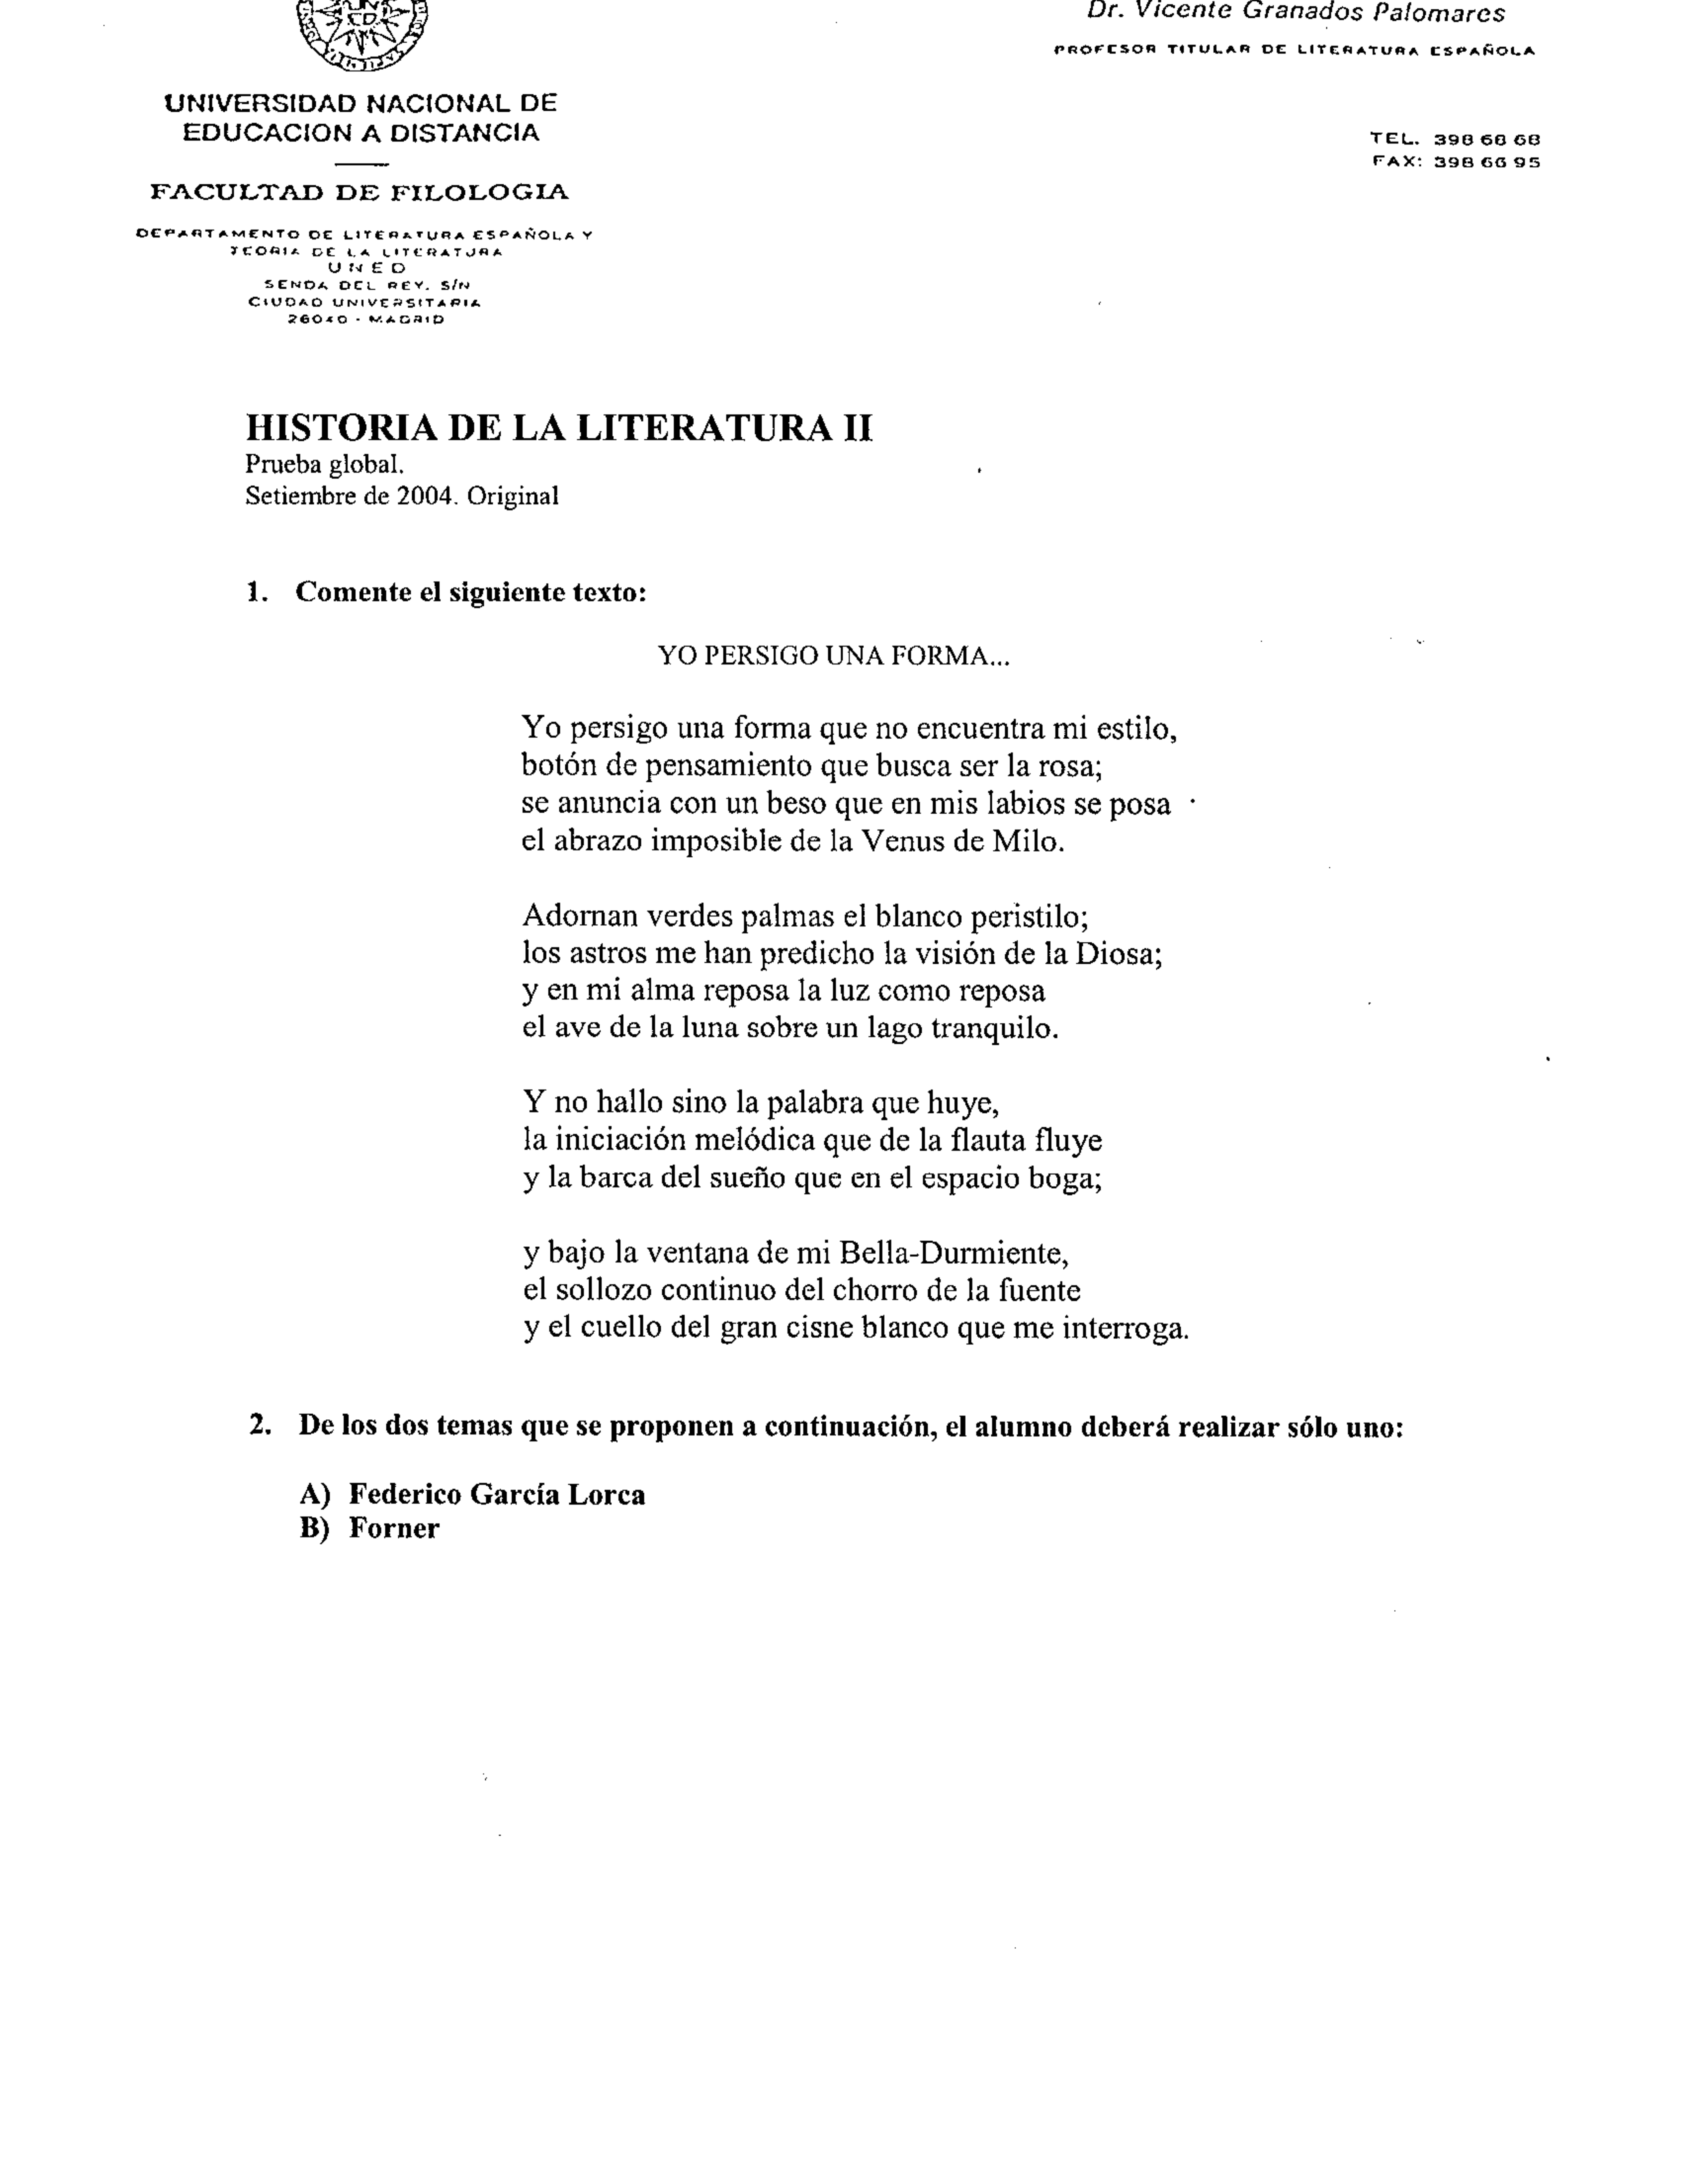 Dr. Vicente Granados Palomares
PROFESOR TITULAR DE LITERATURA ESPAÑOLA
UNIVERSIDAD NACIONAL DE
EDUCACION A DISTANCIA
TEL. 398 68 68
FAX: 398 66 95
FACULTAD DE FILOLOGIA
DEPARTAMENTO DE LITERATURA ESPAÑOLA Y
TEORIA DE LA LITERATURA
UNED
SENDA DEL REY. S/N
CIUDAD UNIVERSITARIA
28040 - MADRID
HISTORIA DE LA LITERATURA II
Prueba global.
Setiembre de 2004. Original
1. Comente el siguiente texto:
YO PERSIGO UNA FORMA...
Yo persigo una forma que no encuentra mi estilo,
botón de pensamiento que busca ser la rosa;
se anuncia con un beso que en mis labios se posa
el abrazo imposible de la Venus de Milo.
Adornan verdes palmas el blanco peristilo;
los astros me han predicho la visión de la Diosa;
y en mi alma reposa la luz como reposa
el ave de la luna sobre un lago tranquilo.
Y no hallo sino la palabra que huye,
la iniciación melódica que de la flauta fluye
y la barca del sueño que en el espacio boga;
y bajo la ventana de mi Bella-Durmiente,
el sollozo continuo del chorro de la fuente
y el cuello del gran cisne blanco que me interroga.
2. De los dos temas que se proponen a continuación, el alumno deberá realizar sólo uno:
A) Federico García Lorca
B) Forner